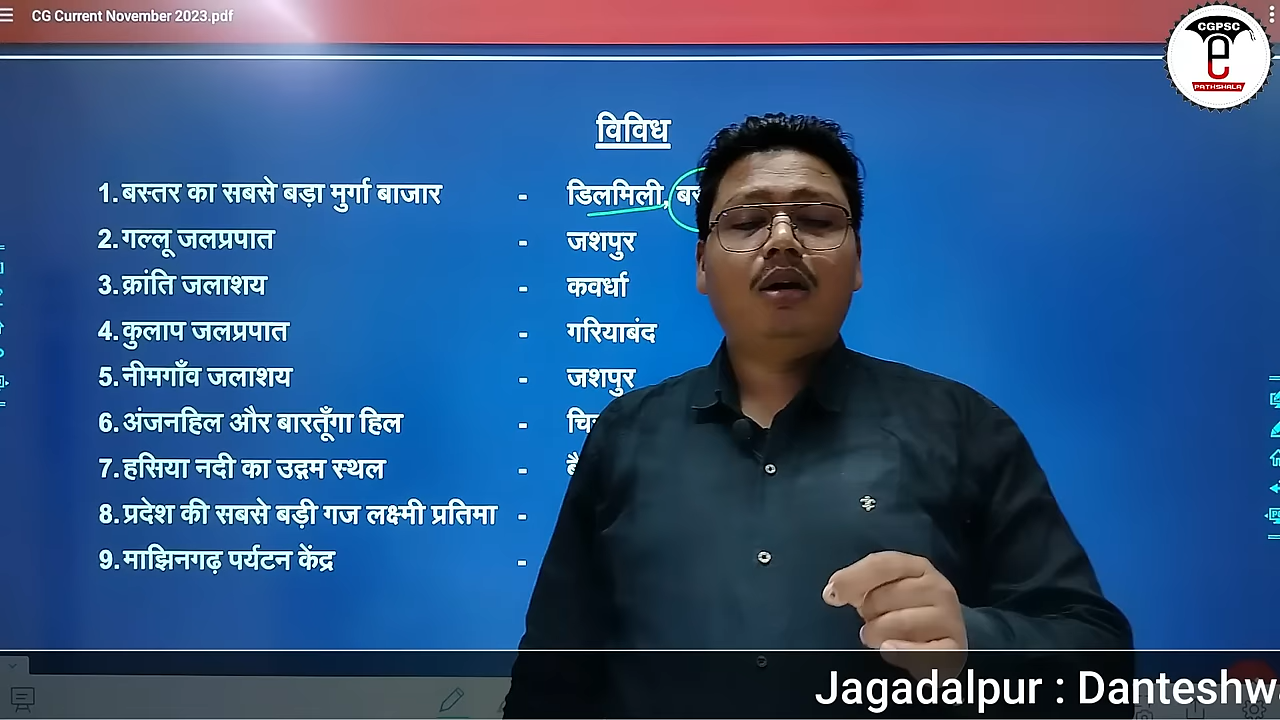 CG Current November 2023.pdf
CGPSC
e
PATHSHALA
विविध
1. बस्तर का सबसे बड़ा मुर्गा बाजार - डिलमिली,
2. गल्लू जलप्रपात - जशपुर
3. क्रांति जलाशय - कवर्धा
4. कुलाप जलप्रपात - गरियाबंद
5. नीमगाँव जलाशय - जशपुर
6. अंजनहिल और बारतूँगा हिल -
7. हसिया नदी का उद्गम स्थल -
8. प्रदेश की सबसे बड़ी गज लक्ष्मी प्रतिमा -
9. माझिनगढ़ पर्यटन केंद्र -
Jagadalpur : Danteshw